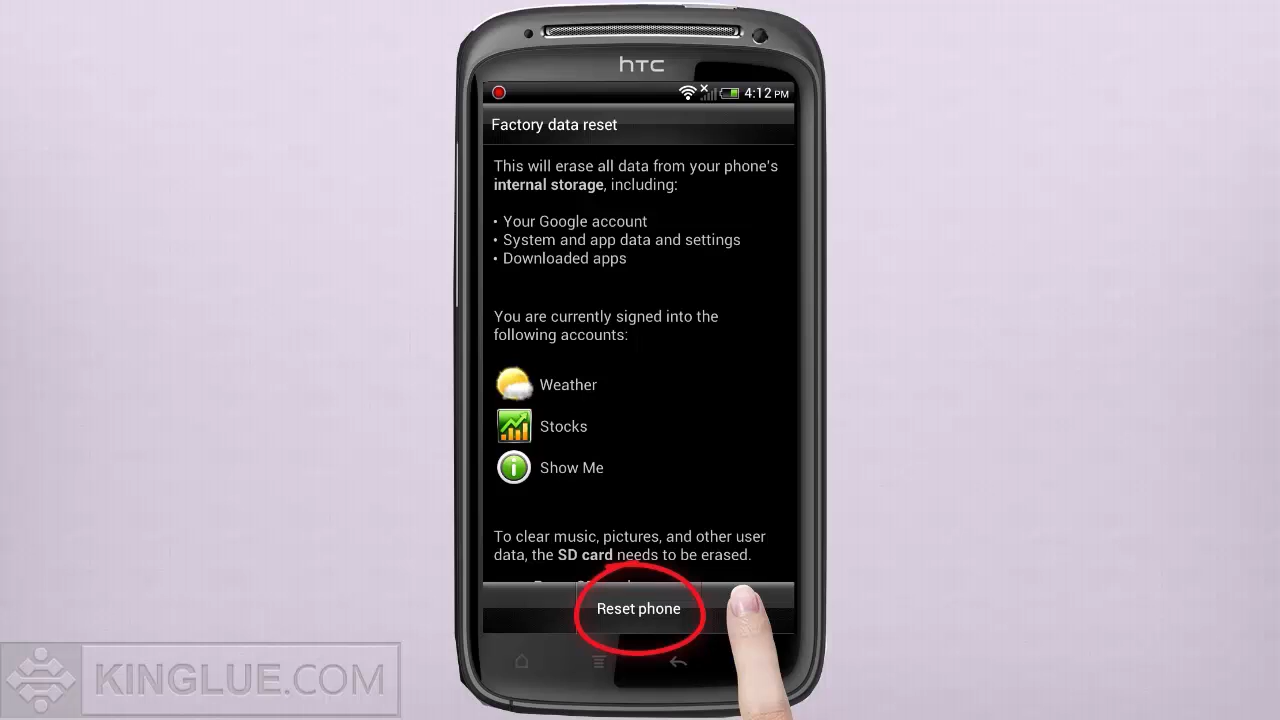 hTC
4:12 PM
Factory data reset
This will erase all data from your phone's
internal storage, including:
• Your Google account
• System and app data and settings
• Downloaded apps
You are currently signed into the
following accounts:
Weather
Stocks
Show Me
To clear music, pictures, and other user
data, the SD card needs to be erased.
Reset phone
KINGLUE.COM